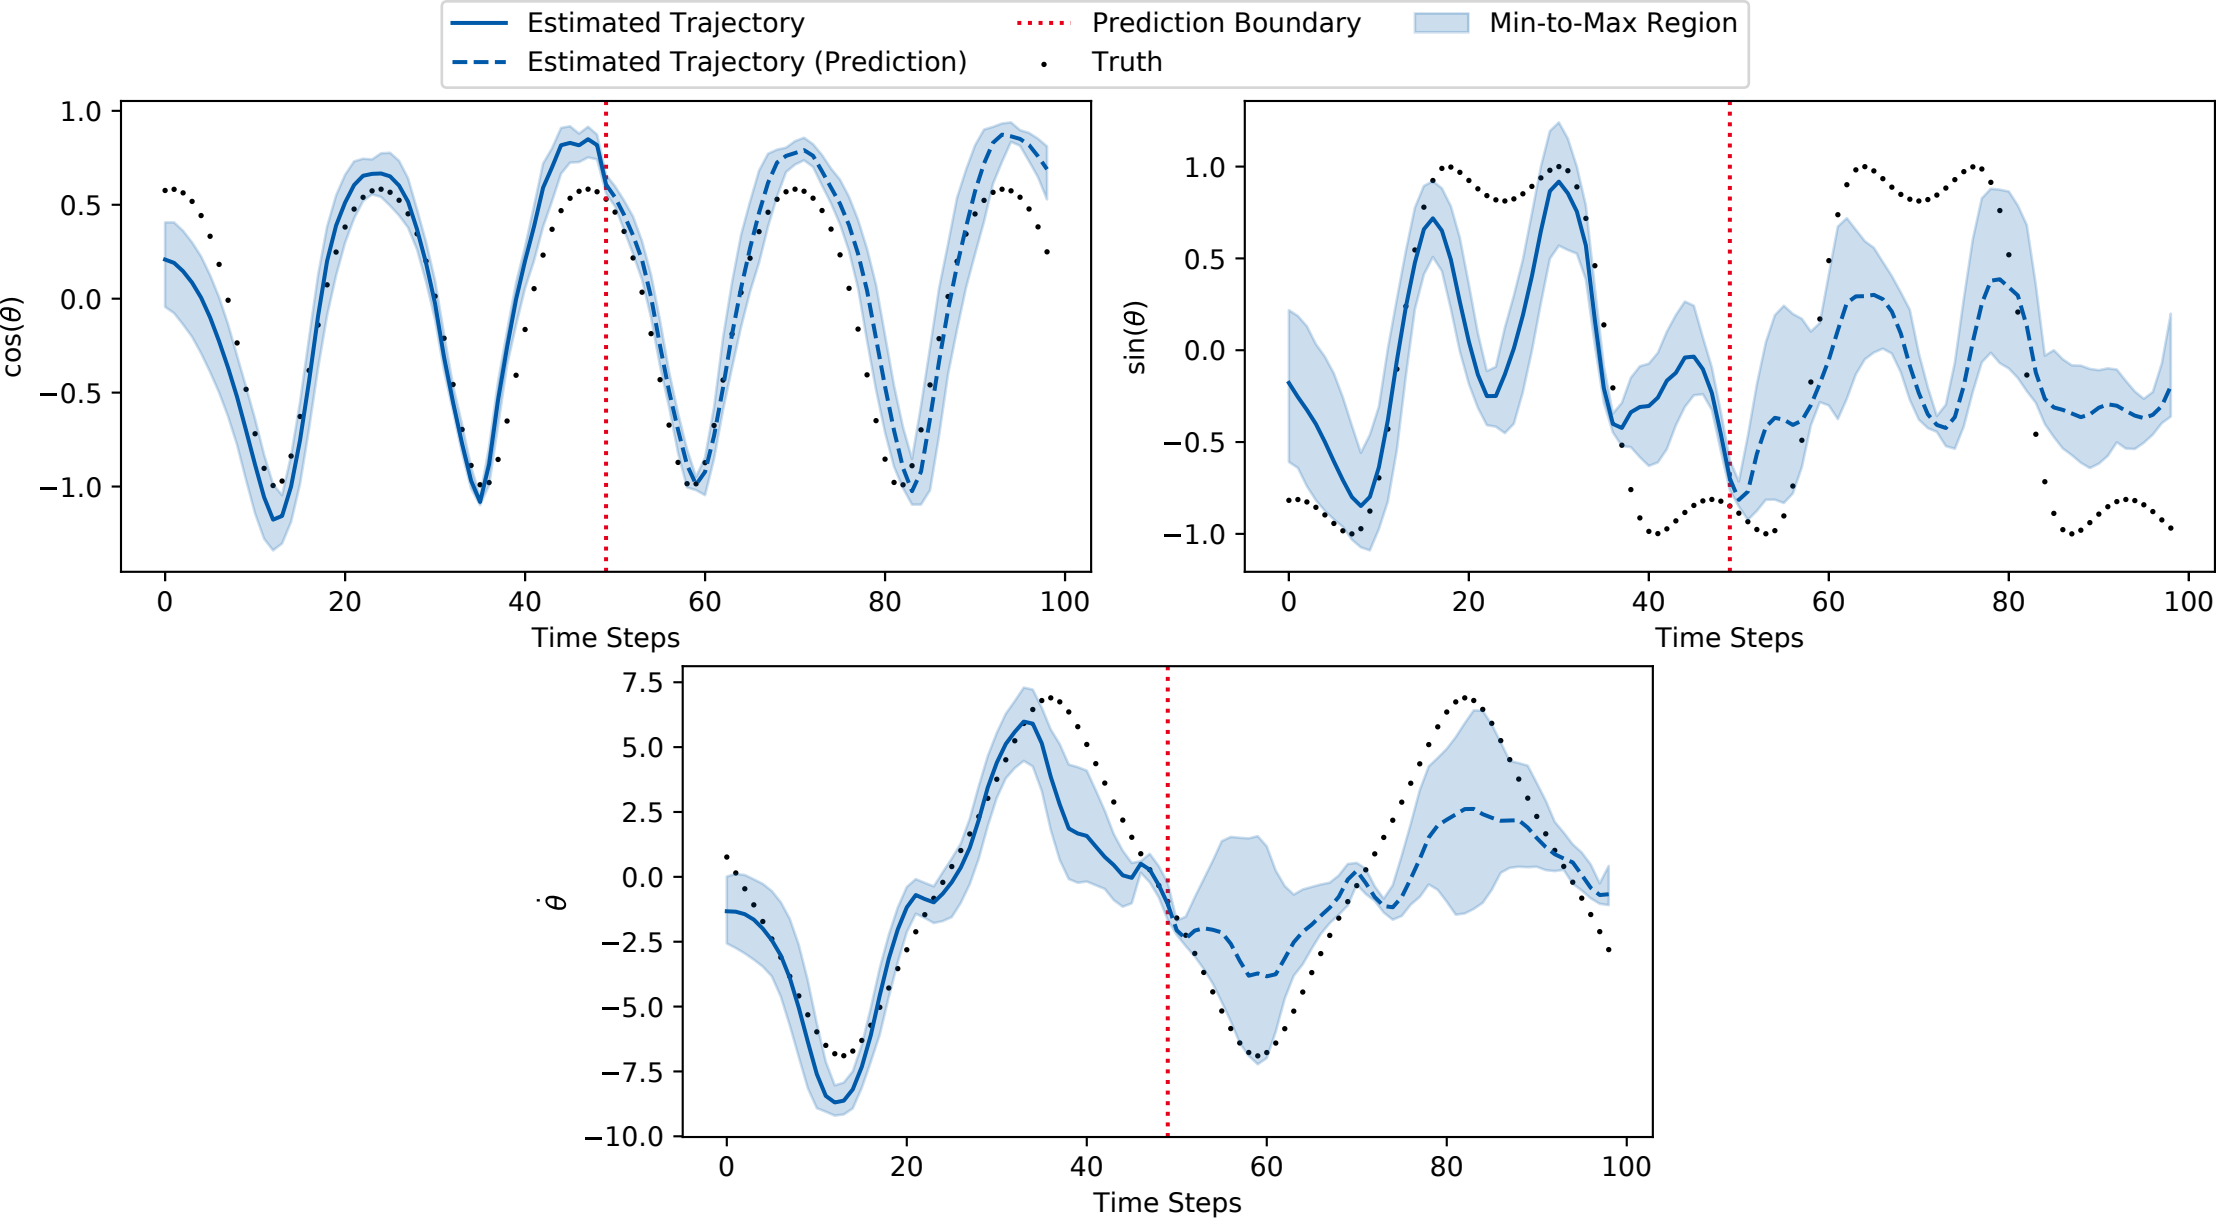 Estimated Trajectory
Estimated Trajectory (Prediction)
Prediction Boundary
Truth
Min-to-Max Region
1.0
0.5
0.0
−0.5
−1.0
cos(θ)
0 20 40 60 80 100
Time Steps
1.0
0.5
0.0
−0.5
−1.0
sin(θ)
0 20 40 60 80 100
Time Steps
7.5
5.0
2.5
0.0
−2.5
−5.0
−7.5
−10.0
θ̇
0 20 40 60 80 100
Time Steps